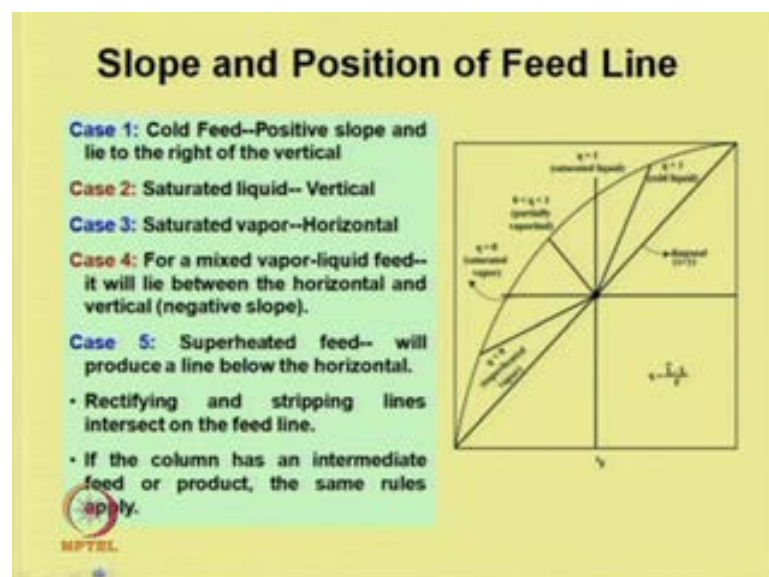 Slope and Position of Feed Line
Case 1: Cold Feed--Positive slope and
lie to the right of the vertical
Case 2: Saturated liquid-- Vertical
Case 3: Saturated vapor--Horizontal
Case 4: For a mixed vapor-liquid feed--
it will lie between the horizontal and
vertical (negative slope).
Case 5: Superheated feed-- will
produce a line below the horizontal.
• Rectifying and stripping lines
intersect on the feed line.
• If the column has an intermediate
feed or product, the same rules
apply.
NPTEL
q = 1
(saturated liquid)
q > 1
(cold liquid)
0 < q < 1
(partially
vaporized)
q = 0
(saturated
vapor)
q < 0
(superheated
vapor)